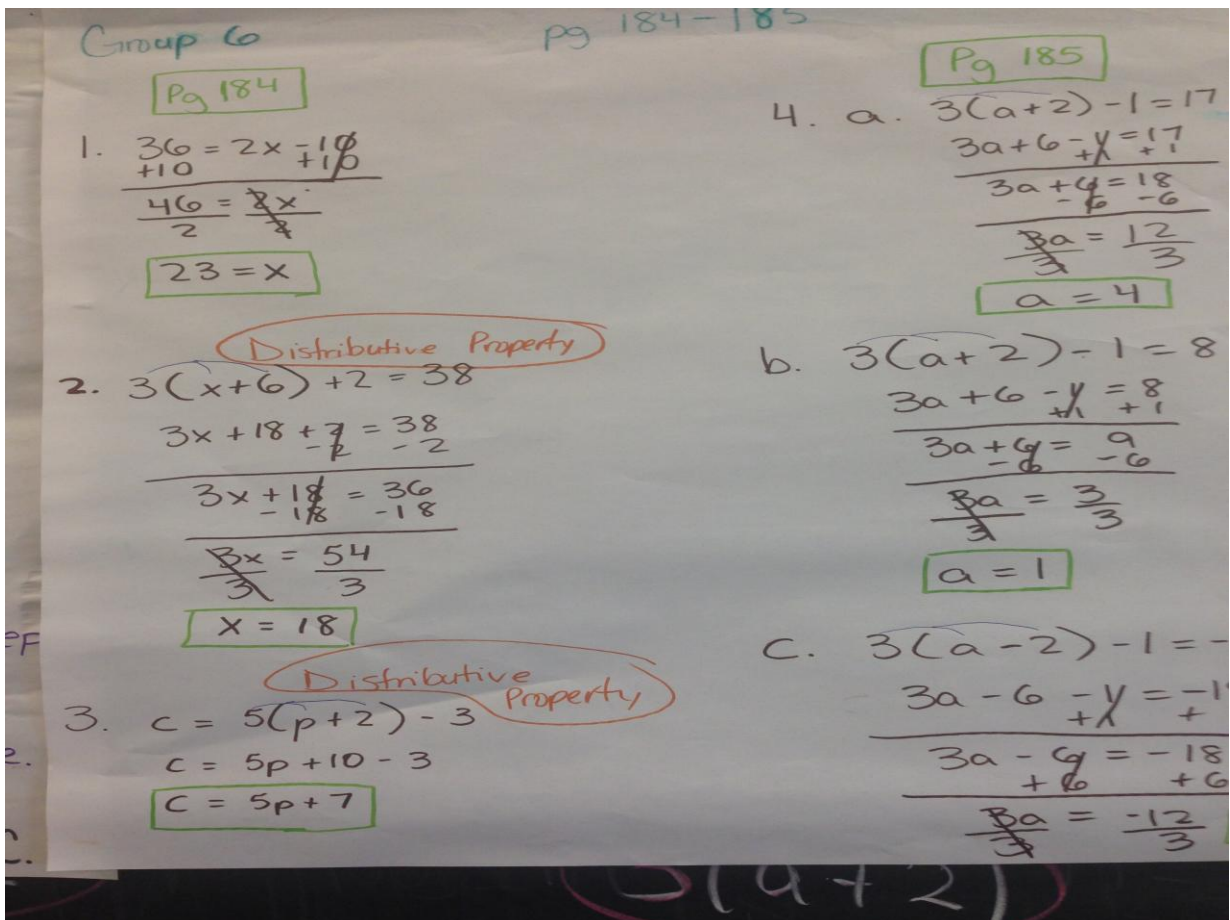 Group 6
pg 184-185
Pg 184
1. 36 = 2x -10
+10 +10
46 = 2x
2 2
23 = x
Distributive Property
2. 3(x+6) +2 = 38
3x +18 +2 = 38
-2 -2
3x +18 = 36
-18 -18
3x = 54
3 3
x = 18
Distributive
Property
3. c = 5(p+2) - 3
c = 5p +10 - 3
c = 5p +7
Pg 185
4. a. 3(a+2) -1 = 17
3a +6 -1 = 17
+1 +1
3a +6 = 18
-6 -6
3a = 12
3 3
a = 4
b. 3(a+2) -1 = 8
3a +6 -1 = 8
+1 +1
3a +6 = 9
-6 -6
3a = 3
3 3
a = 1
c. 3(a-2) -1 = -
3a - 6 -1 = -1
+1 +
3a - 6 = -18
+6 +6
3a = -12
3 3
(a+2)